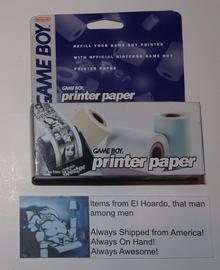 Nintendo
GAME BOY
REFILL YOUR GAME BOY PRINTER
WITH OFFICIAL NINTENDO GAME BOY
PRINTER PAPER
GAME BOY
printer paper
GAME BOY
printer paper
Items from El Hoardo, that man
among men
Always Shipped from America!
Always On Hand!
Always Awesome!